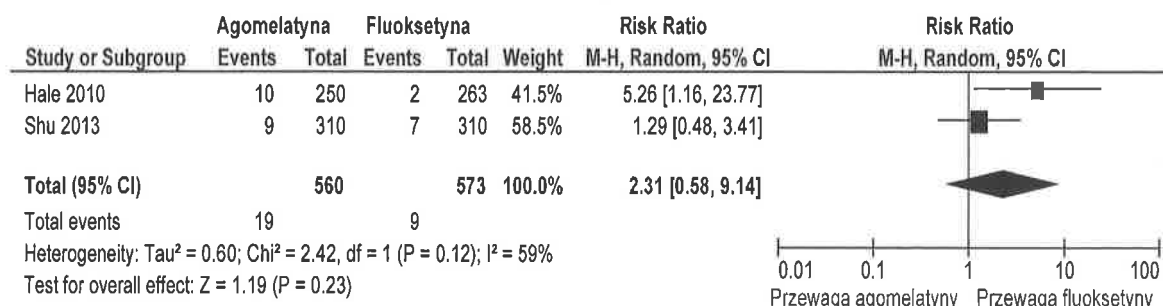 Agomelatyna Fluoksetyna Risk Ratio Risk Ratio
Study or Subgroup Events Total Events Total Weight M-H, Random, 95% CI M-H, Random, 95% CI
Hale 2010 10 250 2 263 41.5% 5.26 [1.16, 23.77]
Shu 2013 9 310 7 310 58.5% 1.29 [0.48, 3.41]
Total (95% CI) 560 573 100.0% 2.31 [0.58, 9.14]
Total events 19 9
Heterogeneity: Tau² = 0.60; Chi² = 2.42, df = 1 (P = 0.12); I² = 59%
Test for overall effect: Z = 1.19 (P = 0.23)
0.01 0.1 1 10 100
Przewaga agomelatyny Przewaga fluoksetyny